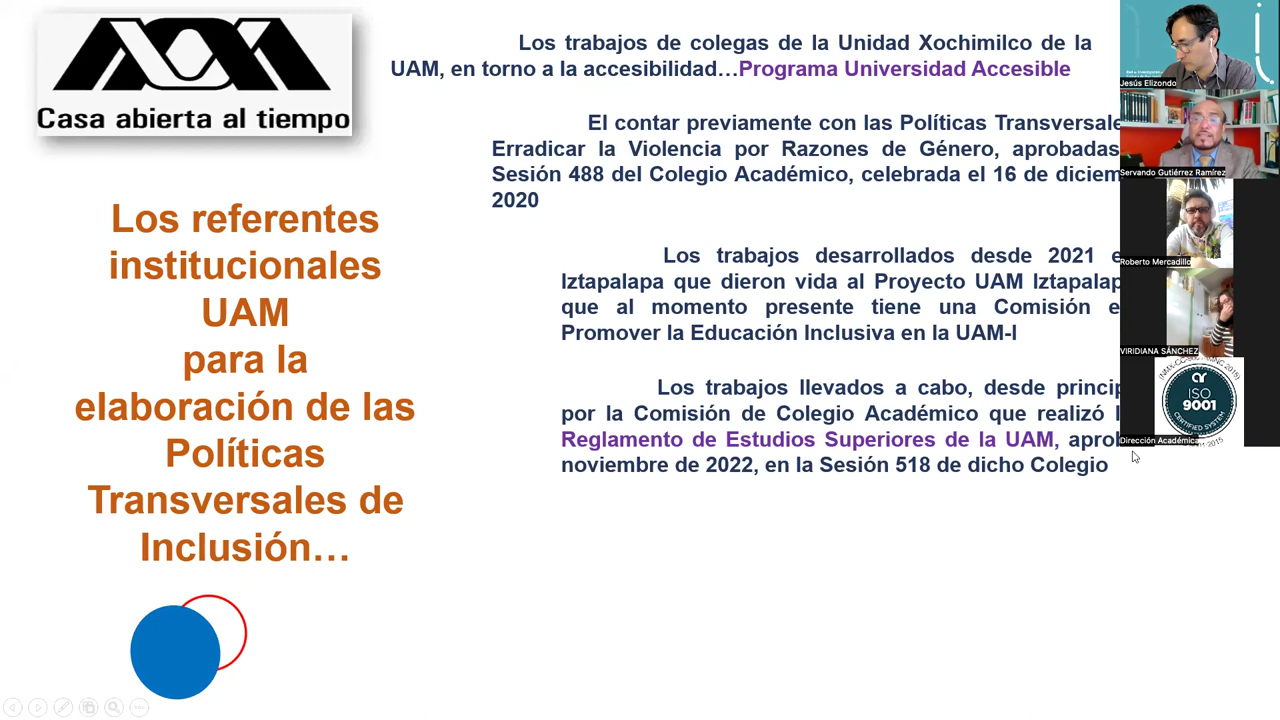 Casa abierta al tiempo
Los referentes
institucionales
UAM
para la
elaboración de las
Políticas
Transversales de
Inclusión…
Los trabajos de colegas de la Unidad Xochimilco de la
UAM, en torno a la accesibilidad…Programa Universidad Accesible
El contar previamente con las Políticas Transversale
Erradicar la Violencia por Razones de Género, aprobadas
Sesión 488 del Colegio Académico, celebrada el 16 de diciem
2020
Los trabajos desarrollados desde 2021 e
Iztapalapa que dieron vida al Proyecto UAM Iztapalap
que al momento presente tiene una Comisión e
Promover la Educación Inclusiva en la UAM-I
Los trabajos llevados a cabo, desde princip
por la Comisión de Colegio Académico que realizó l
Reglamento de Estudios Superiores de la UAM, aprob
noviembre de 2022, en la Sesión 518 de dicho Colegio
Jesús Elizondo
Servando Gutiérrez Ramírez
Roberto Mercadillo
VIRIDIANA SÁNCHEZ
ISO
9001
CERTIFIED SYSTEM
Dirección Académica